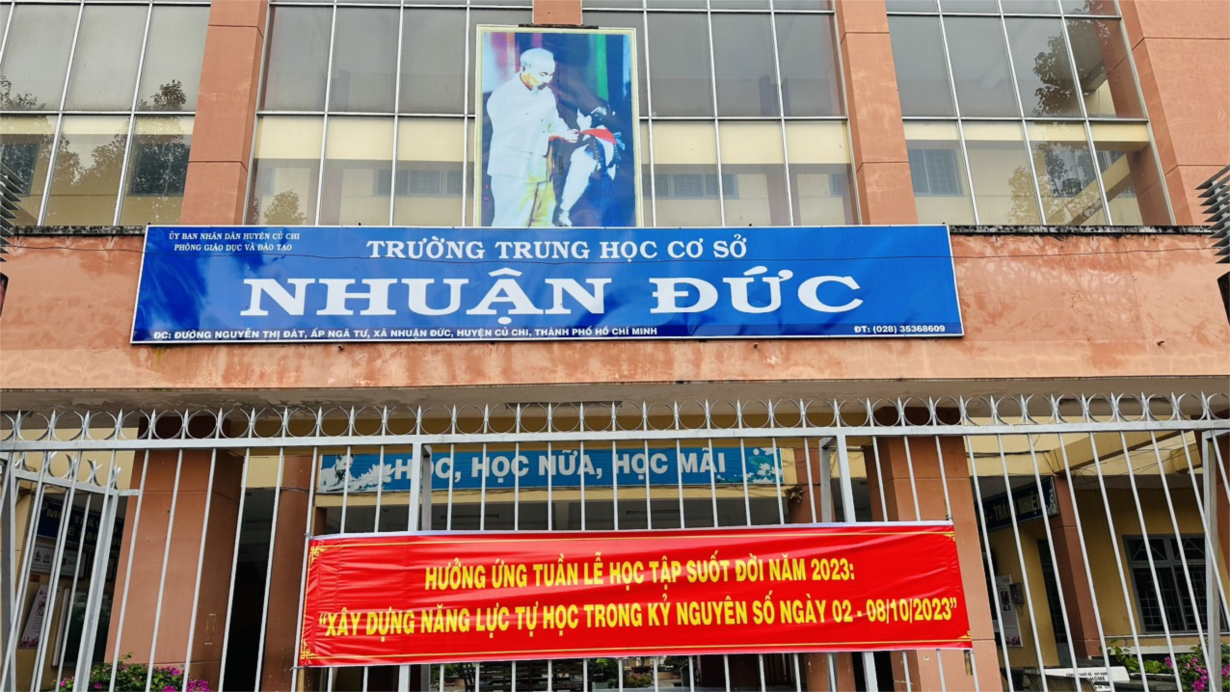 ỦY BAN NHÂN DÂN HUYỆN CỦ CHI
PHÒNG GIÁO DỤC VÀ ĐÀO TẠO
TRƯỜNG TRUNG HỌC CƠ SỞ
NHUẬN ĐỨC
ĐC: ĐƯỜNG NGUYỄN THỊ ĐÁT, ẤP NGÃ TƯ, XÃ NHUẬN ĐỨC, HUYỆN CỦ CHI, THÀNH PHỐ HỒ CHÍ MINH
ĐT: (028) 35368609
HỌC, HỌC NỮA, HỌC MÃI
HƯỞNG ỨNG TUẦN LỄ HỌC TẬP SUỐT ĐỜI NĂM 2023:
“XÂY DỰNG NĂNG LỰC TỰ HỌC TRONG KỶ NGUYÊN SỐ NGÀY 02 - 08/10/2023”